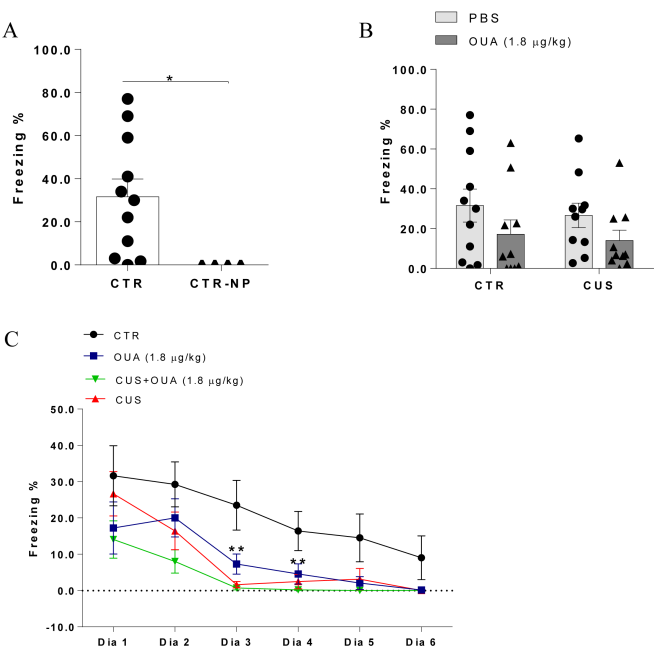 A
Freezing %
100.0
80.0
60.0
40.0
20.0
0.0
*
CTR
CTR-NP
B
PBS
OUA (1.8 μg/kg)
Freezing %
100.0
80.0
60.0
40.0
20.0
0.0
CTR
CUS
C
CTR
OUA (1.8 μg/kg)
CUS+OUA (1.8 μg/kg)
CUS
Freezing %
50.0
40.0
30.0
20.0
10.0
0.0
-10.0
**
**
Dia 1
Dia 2
Dia 3
Dia 4
Dia 5
Dia 6